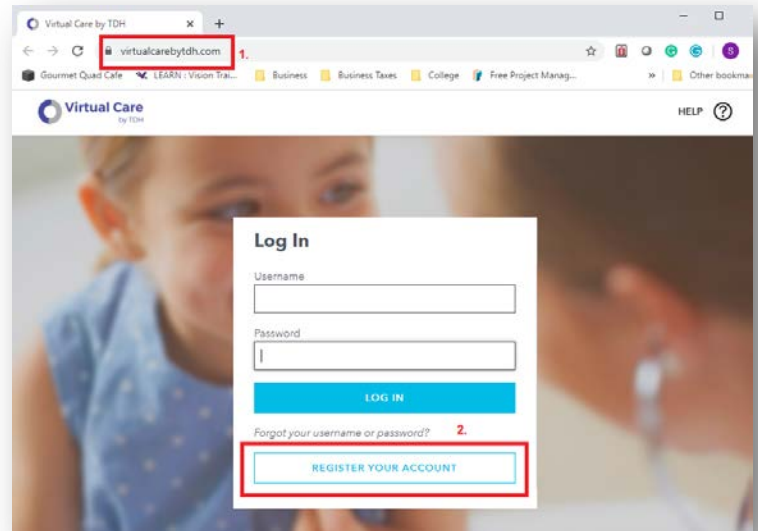 Virtual Care by TDH
virtualcarebytdh.com
1.
Gourmet Quad Cafe LEARN : Vision Trai... Business Business Taxes College Free Project Manag... » Other bookma
Virtual Care
by TDH
HELP ?
Log In
Username
Password
LOG IN
Forgot your username or password?
2.
REGISTER YOUR ACCOUNT